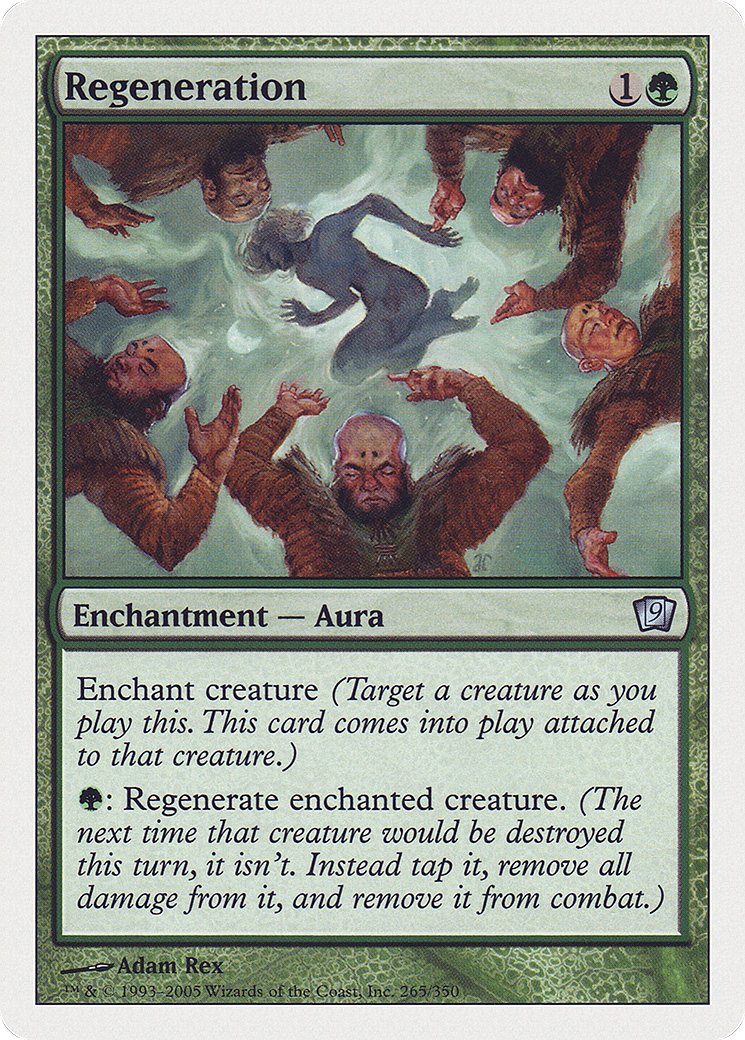 Regeneration 1
Enchantment — Aura 9
Enchant creature (Target a creature as you
play this. This card comes into play attached
to that creature.)
: Regenerate enchanted creature. (The
next time that creature would be destroyed
this turn, it isn't. Instead tap it, remove all
damage from it, and remove it from combat.)
Adam Rex
™ & © 1993–2005 Wizards of the Coast, Inc. 265/350